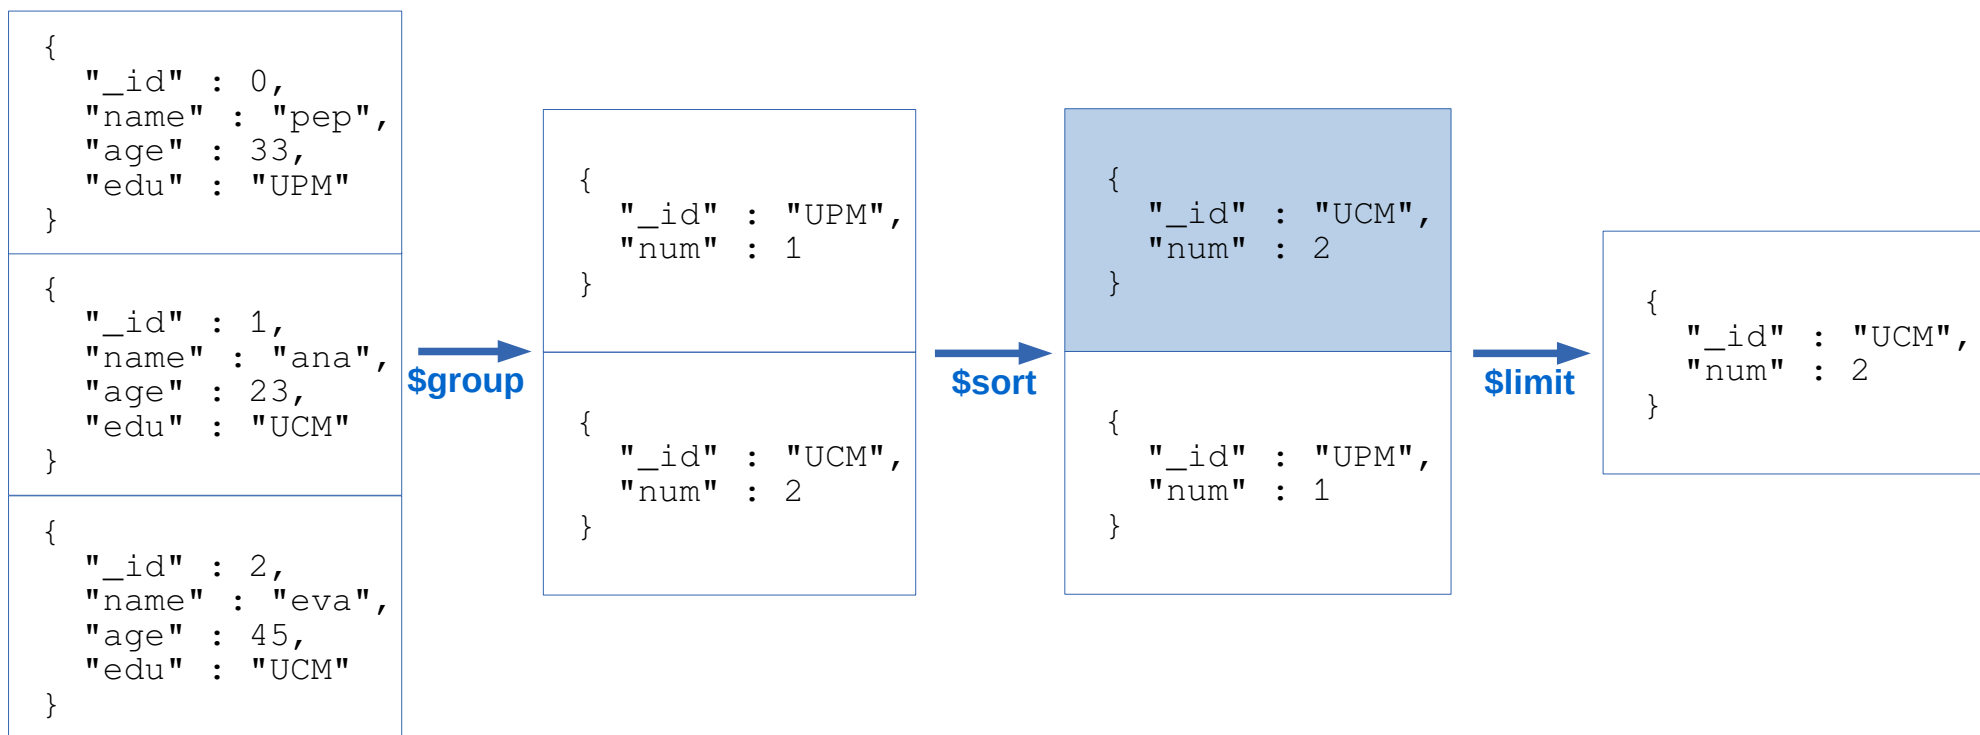 {
"_id" : 0,
"name" : "pep",
"age" : 33,
"edu" : "UPM"
}
{
"_id" : 1,
"name" : "ana",
"age" : 23,
"edu" : "UCM"
}
{
"_id" : 2,
"name" : "eva",
"age" : 45,
"edu" : "UCM"
}
$group
{
"_id" : "UPM",
"num" : 1
}
{
"_id" : "UCM",
"num" : 2
}
$sort
{
"_id" : "UCM",
"num" : 2
}
{
"_id" : "UPM",
"num" : 1
}
$limit
{
"_id" : "UCM",
"num" : 2
}